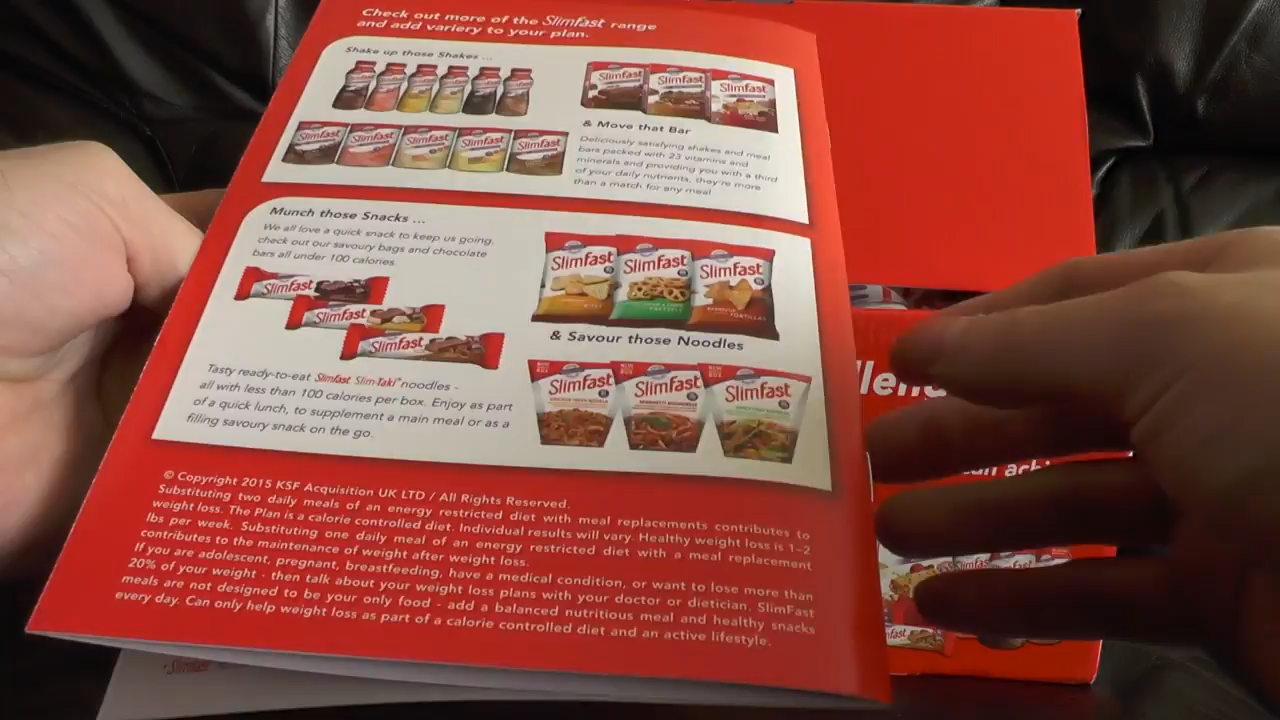 Check out more of the SlimFast range
and add variery to your plan.
Shake up those Shakes ...
SlimFast SlimFast SlimFast SlimFast SlimFast
SlimFast SlimFast SlimFast
& Move that Bar
Deliciously satisfying shakes and meal
bars packed with 23 vitamins and
minerals and providing you with a third
of your daily nutrients, they're more
than a match for any meal
Munch those Snacks ...
We all love a quick snack to keep us going,
check out our savoury bags and chocolate
bars all under 100 calories.
SlimFast
SlimFast
SlimFast
SlimFast SlimFast SlimFast
PRETZELS
TORTILLAS
& Savour those Noodles
Tasty ready-to-eat SlimFast Slim-Taki noodles -
all with less than 100 calories per box. Enjoy as part
of a quick lunch, to supplement a main meal or as a
filling savoury snack on the go.
SlimFast SlimFast SlimFast
© Copyright 2015 KSF Acquisition UK LTD / All Rights Reserved.
Substituting two daily meals of an energy restricted diet with meal replacements contributes to
weight loss. The Plan is a calorie controlled diet. Individual results will vary. Healthy weight loss is 1–2
lbs per week. Substituting one daily meal of an energy restricted diet with a meal replacement
contributes to the maintenance of weight after weight loss.
If you are adolescent, pregnant, breastfeeding, have a medical condition, or want to lose more than
20% of your weight - then talk about your weight loss plans with your doctor or dietician. SlimFast
meals are not designed to be your only food - add a balanced nutritious meal and healthy snacks
every day. Can only help weight loss as part of a calorie controlled diet and an active lifestyle.